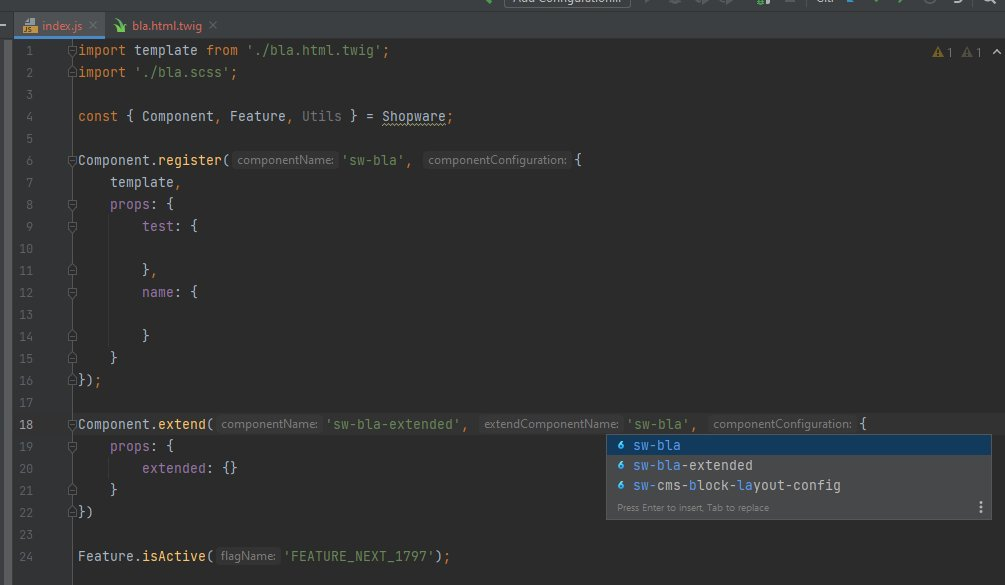 index.js
bla.html.twig
1 import template from './bla.html.twig';
2 import './bla.scss';
3
4 const { Component, Feature, Utils } = Shopware;
5
6 Component.register( componentName: 'sw-bla', componentConfiguration: {
7 template,
8 props: {
9 test: {
10
11 },
12 name: {
13
14 }
15 }
16 });
17
18 Component.extend( componentName: 'sw-bla-extended', extendComponentName: 'sw-bla', componentConfiguration: {
19 props: {
20 extended: {}
21 }
22 })
23
24 Feature.isActive( flagName: 'FEATURE_NEXT_1797');
1 1
sw-bla
sw-bla-extended
sw-cms-block-layout-config
Press Enter to insert, Tab to replace